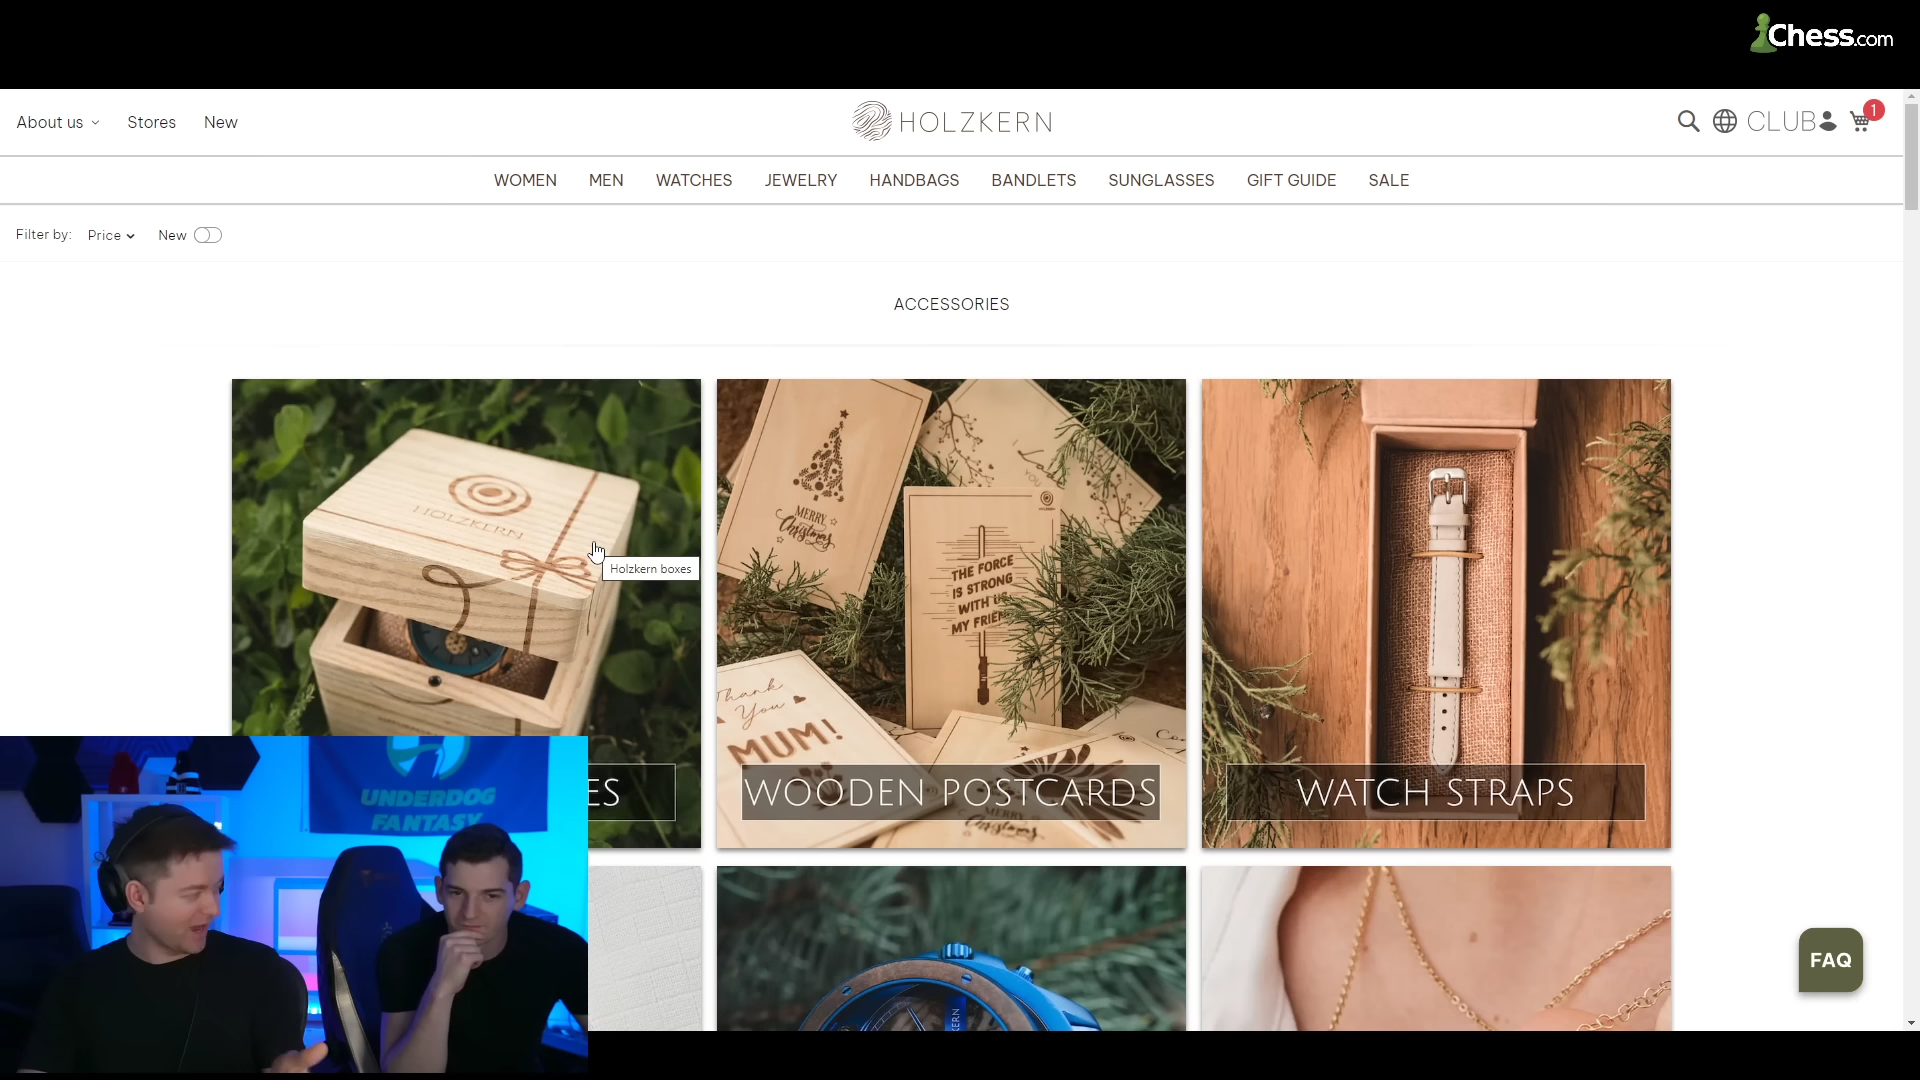 Chess.com
About us
Stores
New
HOLZKERN
CLUB
1
WOMEN
MEN
WATCHES
JEWELRY
HANDBAGS
BANDLETS
SUNGLASSES
GIFT GUIDE
SALE
Filter by:
Price
New
ACCESSORIES
HOLZKERN
Holzkern boxes
MERRY
Christmas
THE FORCE
IS STRONG
WITH US
MY FRIEND
Thank
You
MUM!
ES
WOODEN POSTCARDS
WATCH STRAPS
UNDERDOG
FANTASY
FAQ